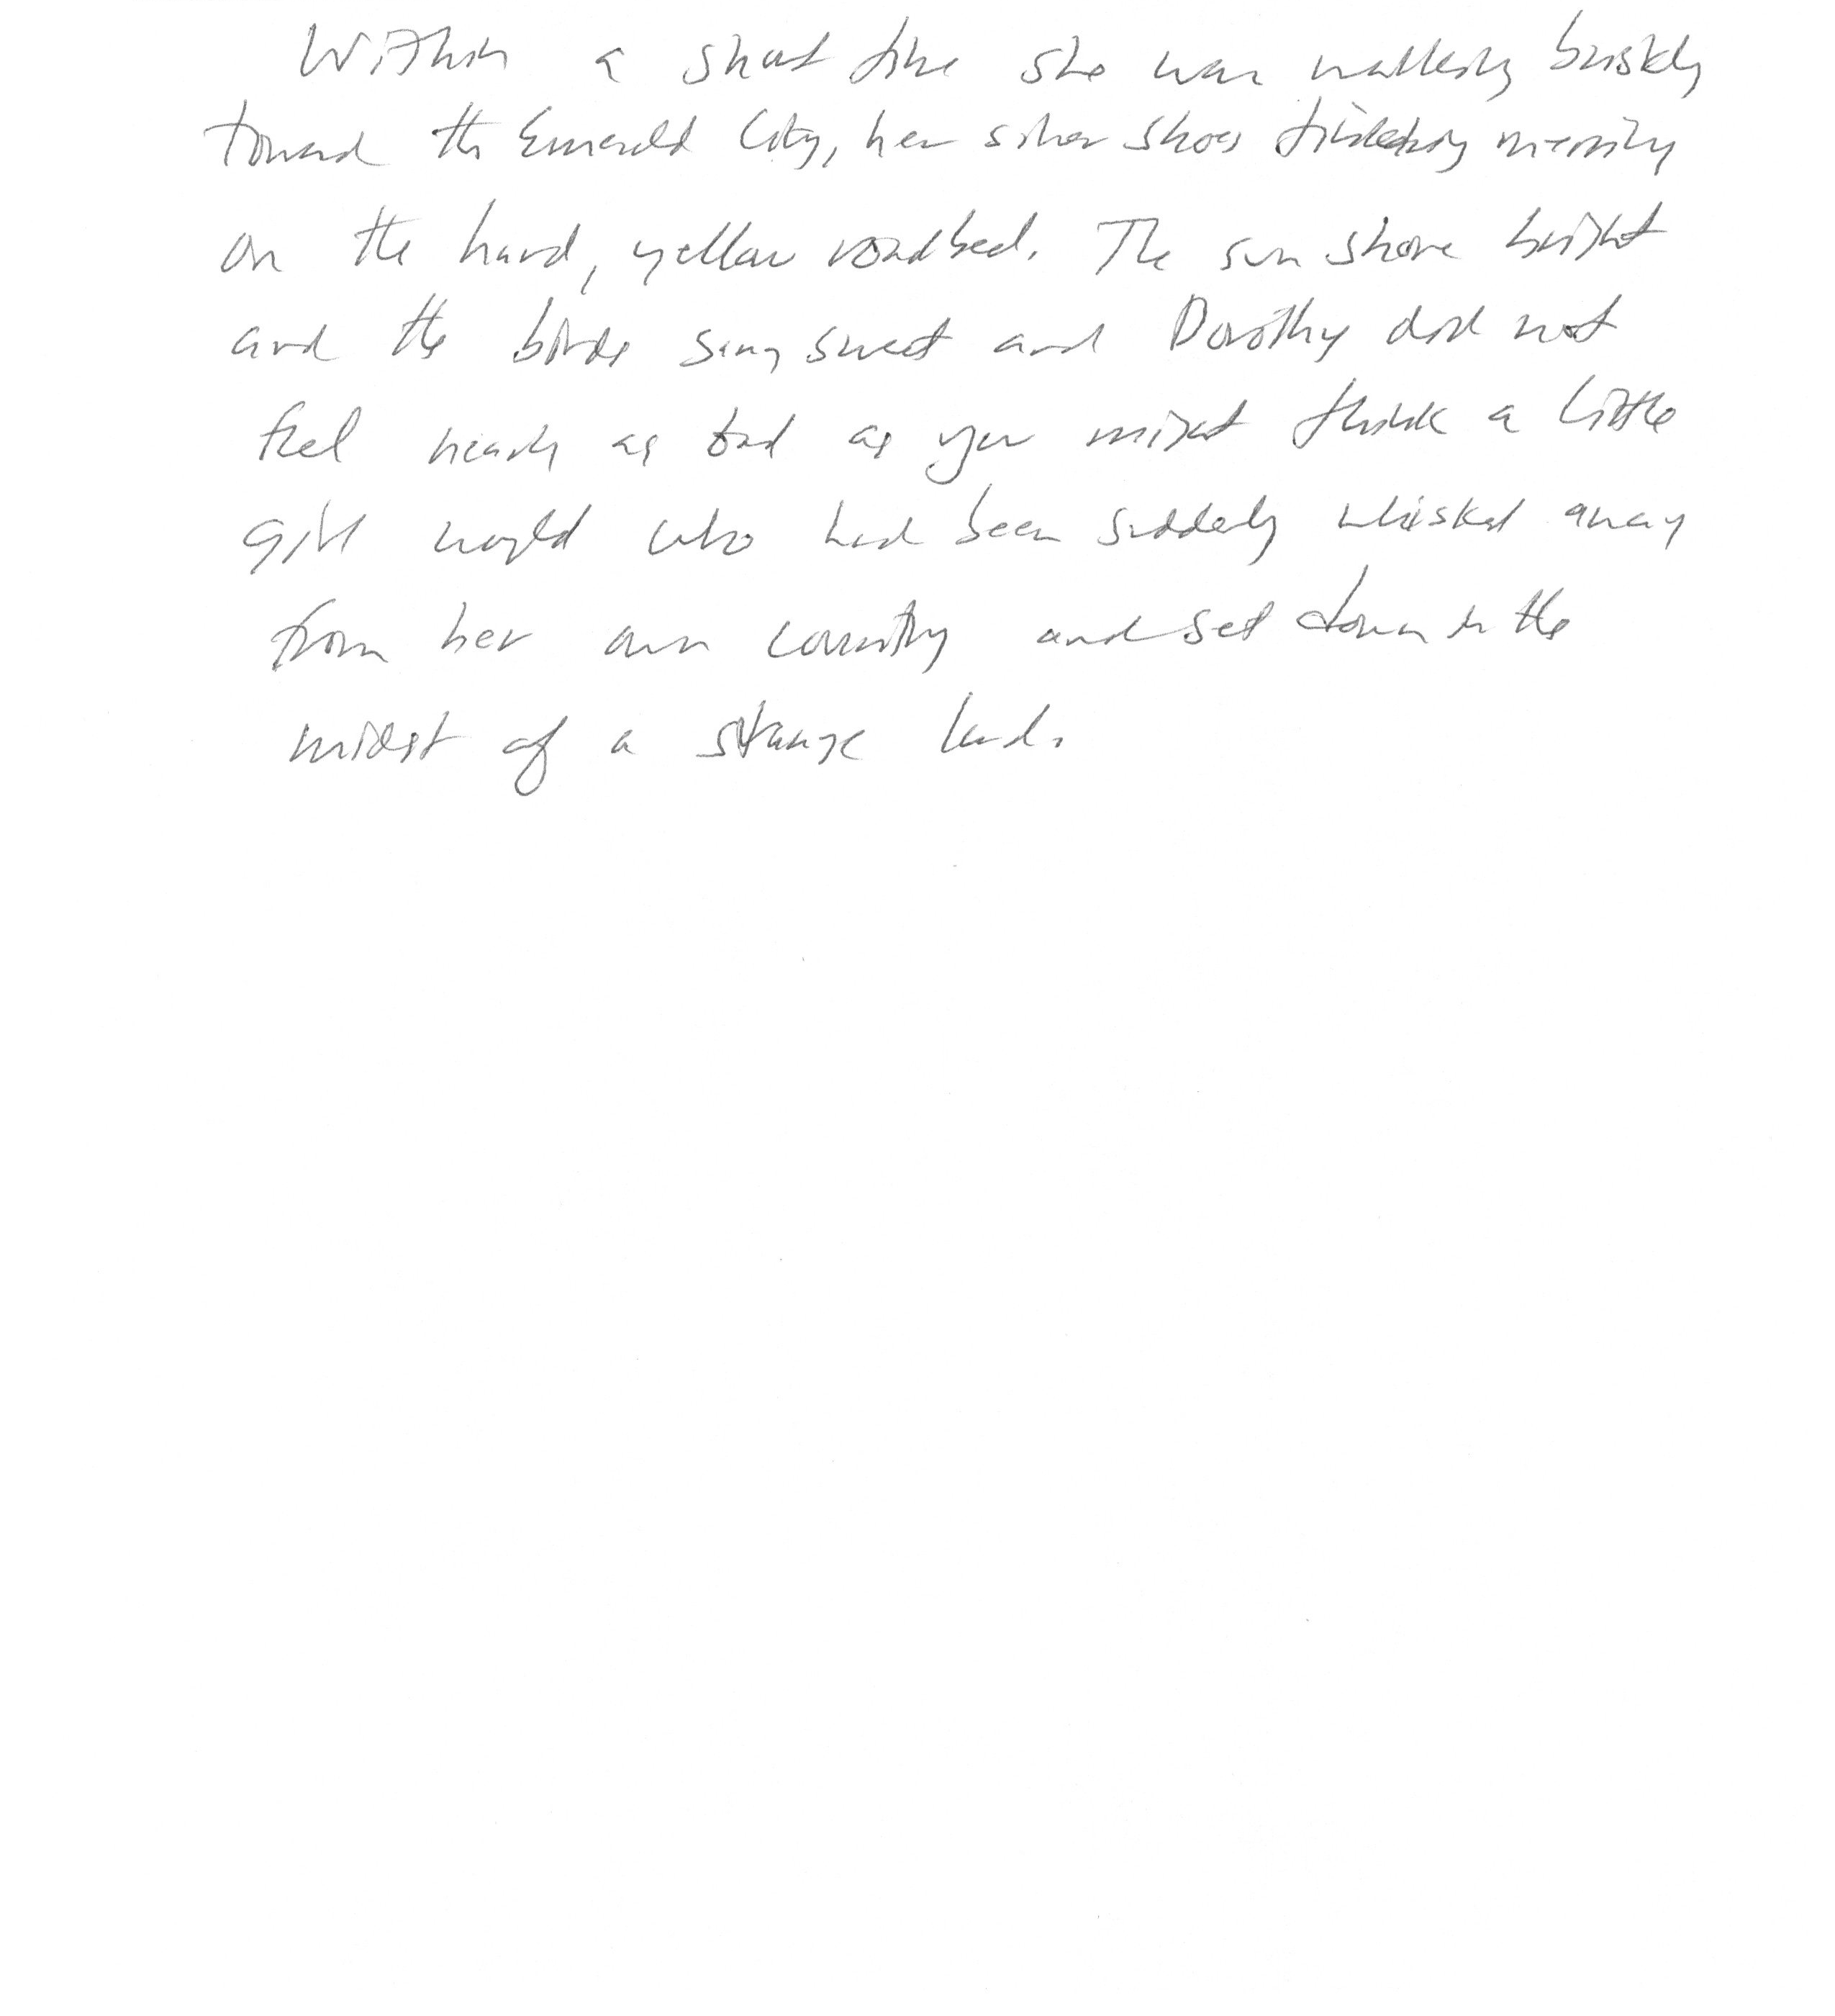 Within a short time she was walking briskly
toward the Emerald City, her silver shoes tinkling merrily
on the hard, yellow roadbed. The sun shone bright
and the birds sang sweet and Dorothy did not
feel nearly as bad as you might think a little
girl would who had been suddenly whisked away
from her own country and set down in the
midst of a strange land.